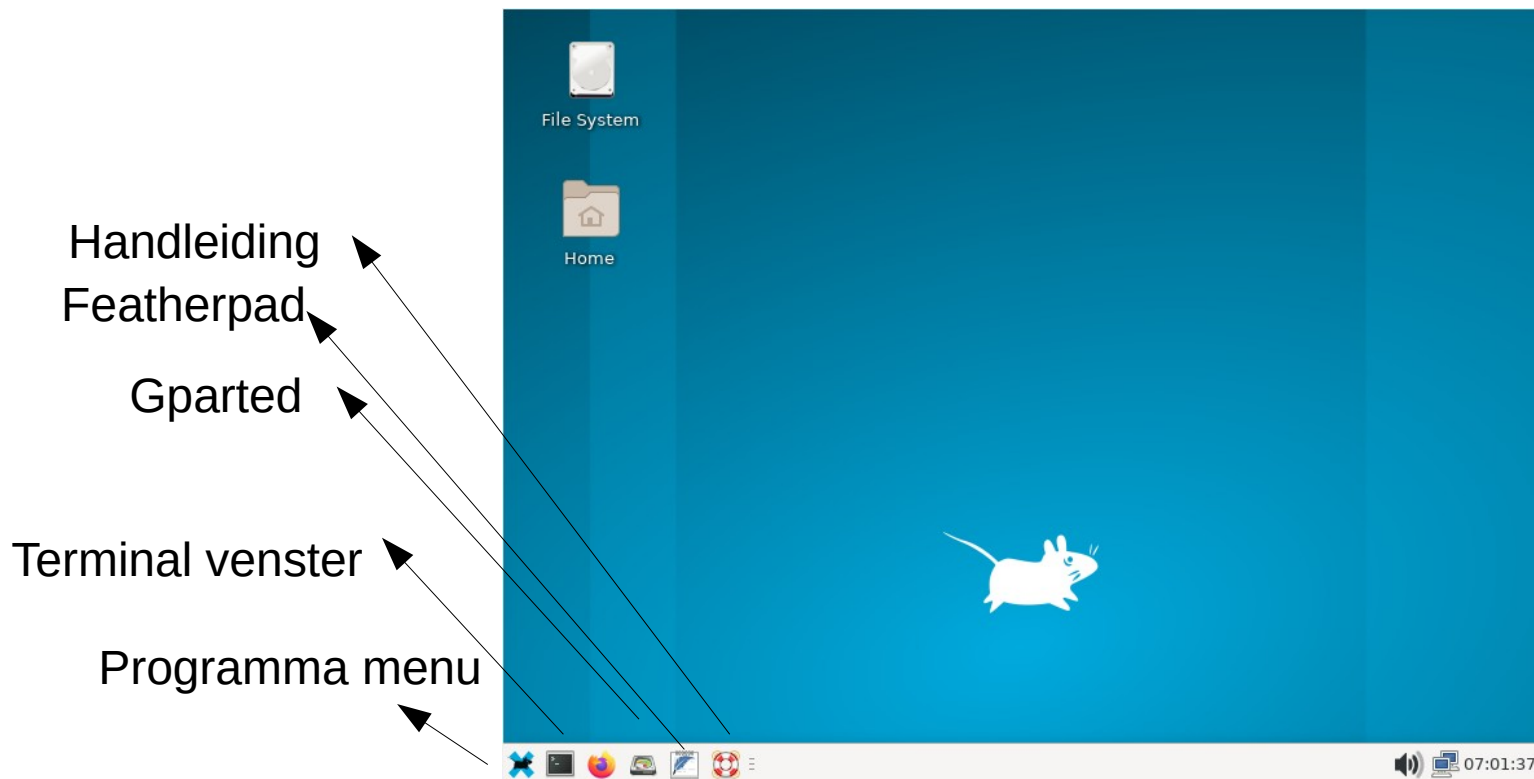 File System
Home
Handleiding
Featherpad
Gparted
Terminal venster
Programma menu
07:01:37